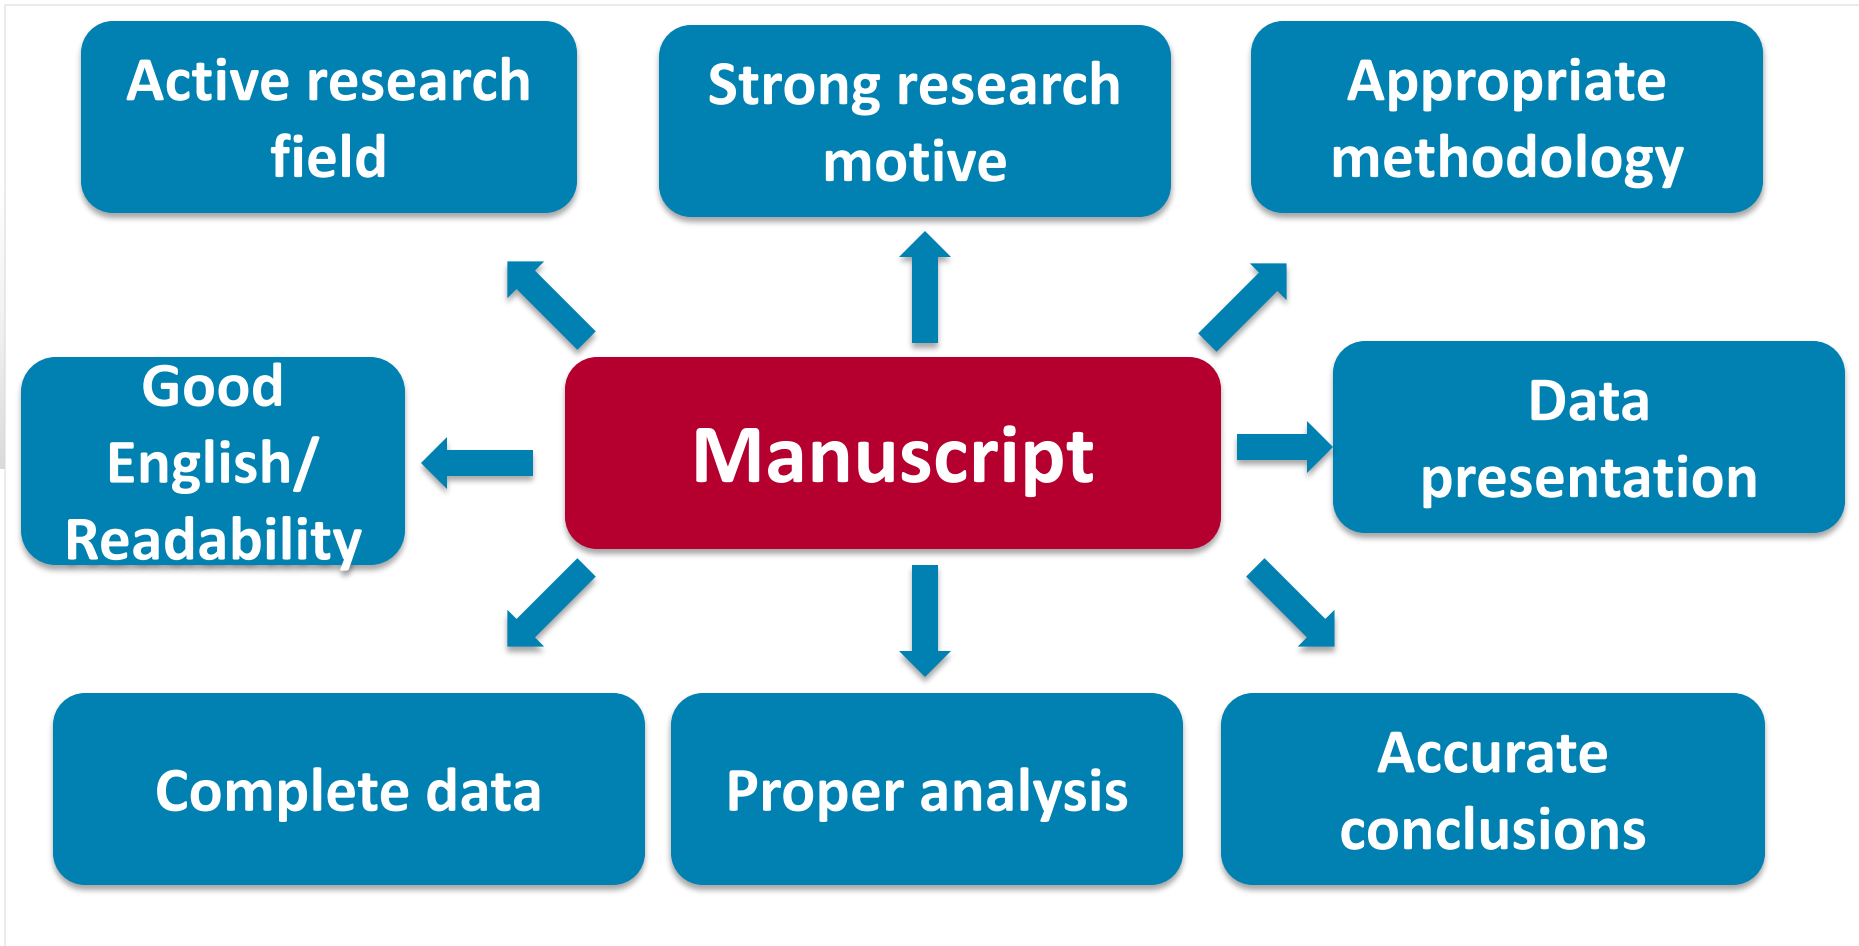 Active research
field
Strong research
motive
Appropriate
methodology
Good
English/
Readability
Manuscript
Data
presentation
Complete data
Proper analysis
Accurate
conclusions